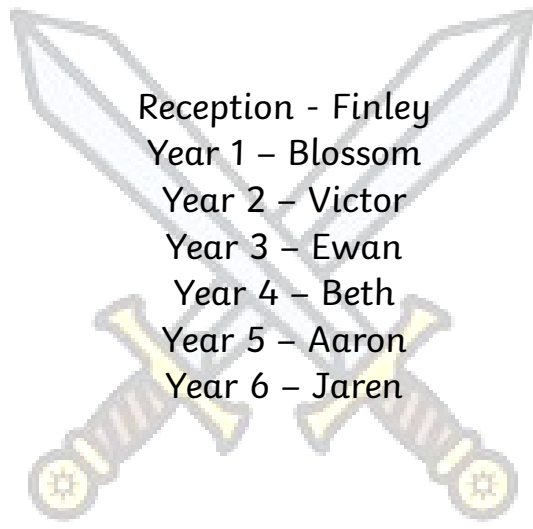 Reception - Finley
Year 1 – Blossom
Year 2 – Victor
Year 3 – Ewan
Year 4 – Beth
Year 5 – Aaron
Year 6 – Jaren